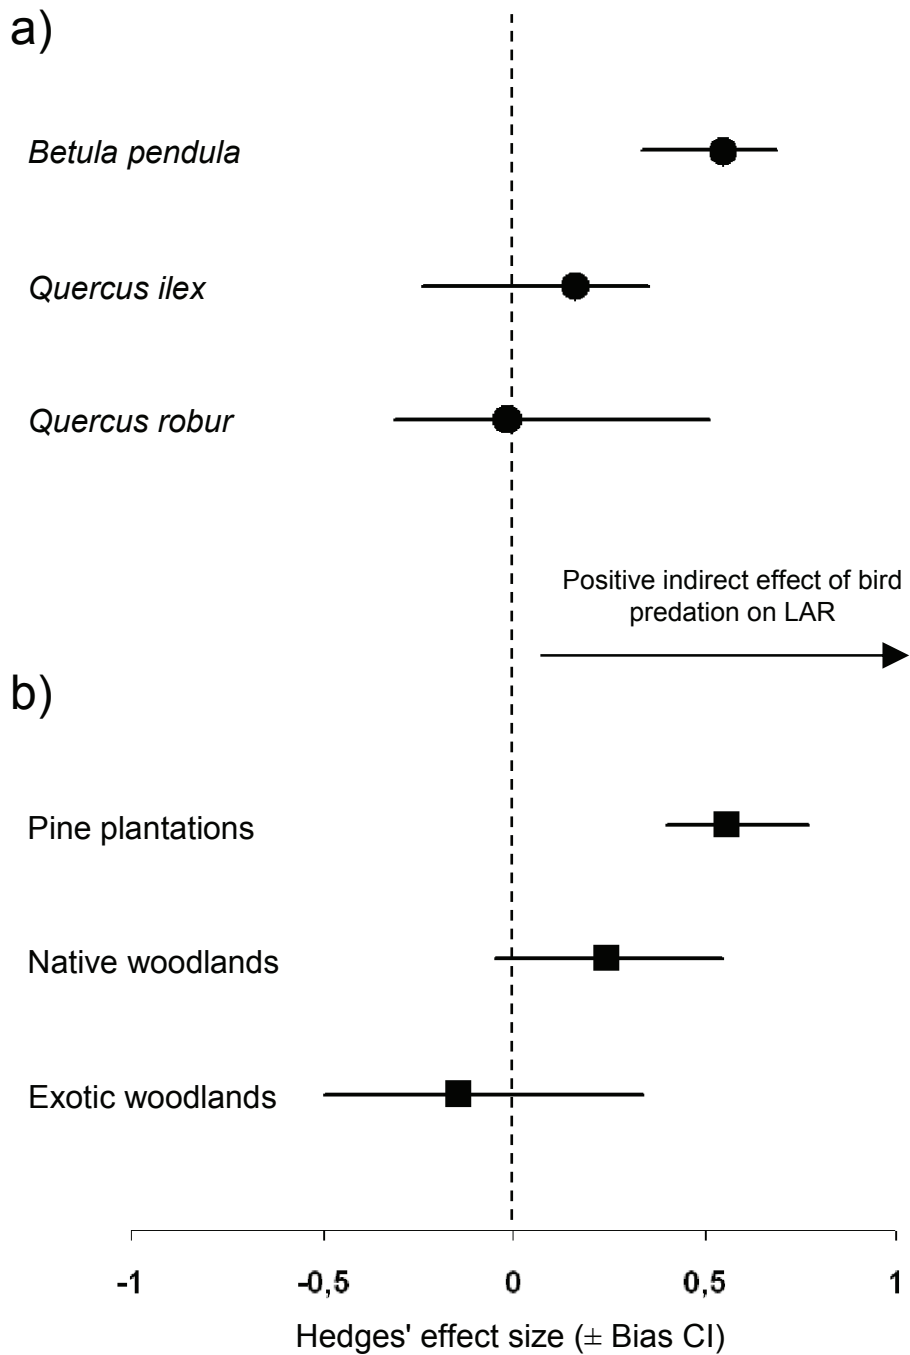 a)
Betula pendula
Quercus ilex
Quercus robur
Positive indirect effect of bird
predation on LAR
b)
Pine plantations
Native woodlands
Exotic woodlands
-1 -0,5 0 0,5 1
Hedges' effect size (± Bias CI)